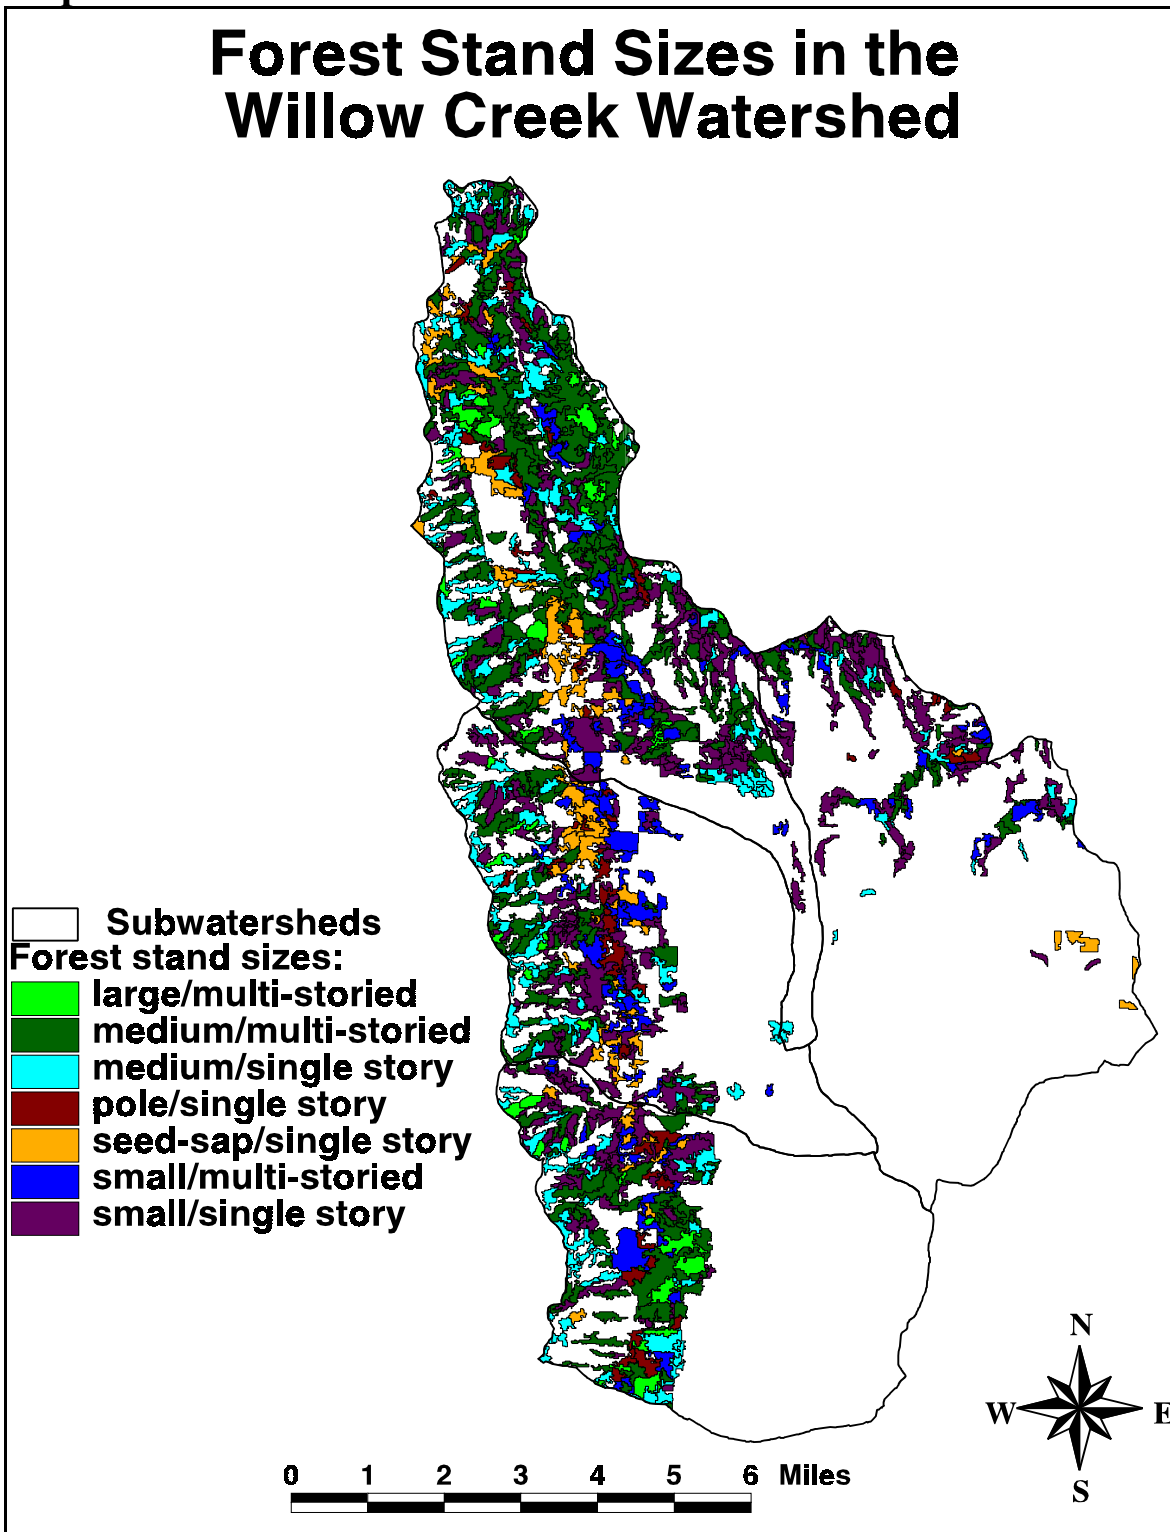 Forest Stand Sizes in the
Willow Creek Watershed
Subwatersheds
Forest stand sizes:
large/multi-storied
medium/multi-storied
medium/single story
pole/single story
seed-sap/single story
small/multi-storied
small/single story
N
W E
S
0 1 2 3 4 5 6 Miles